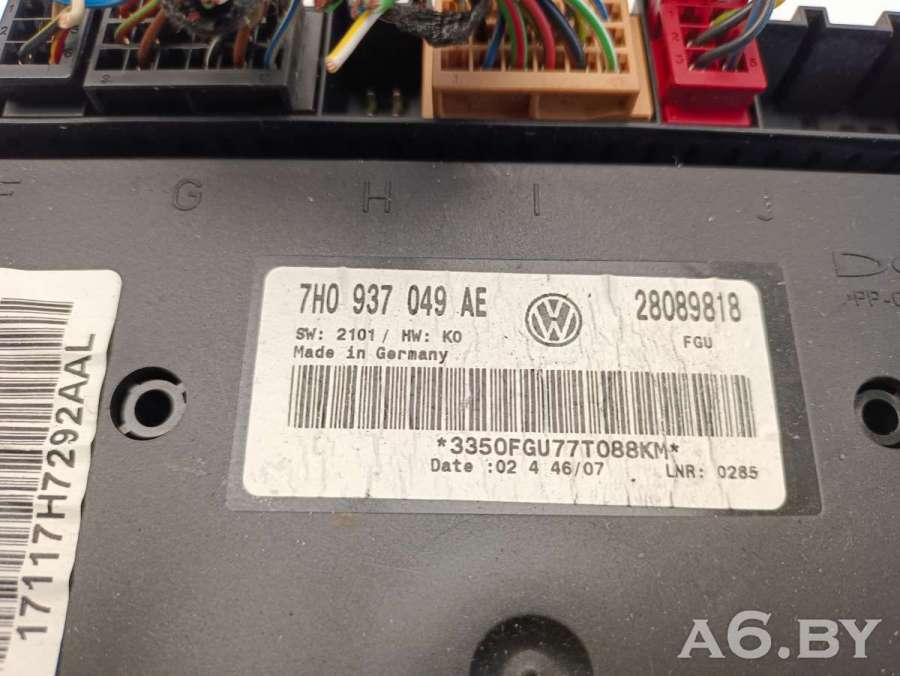 G H I J
7H0 937 049 AE
28089818
SW: 2101 / HW: KO
FGU
Made in Germany
*3350FGU77T088KM*
Date :02 4 46/07
LNR: 0285
17117H7292AAL
A6.BY